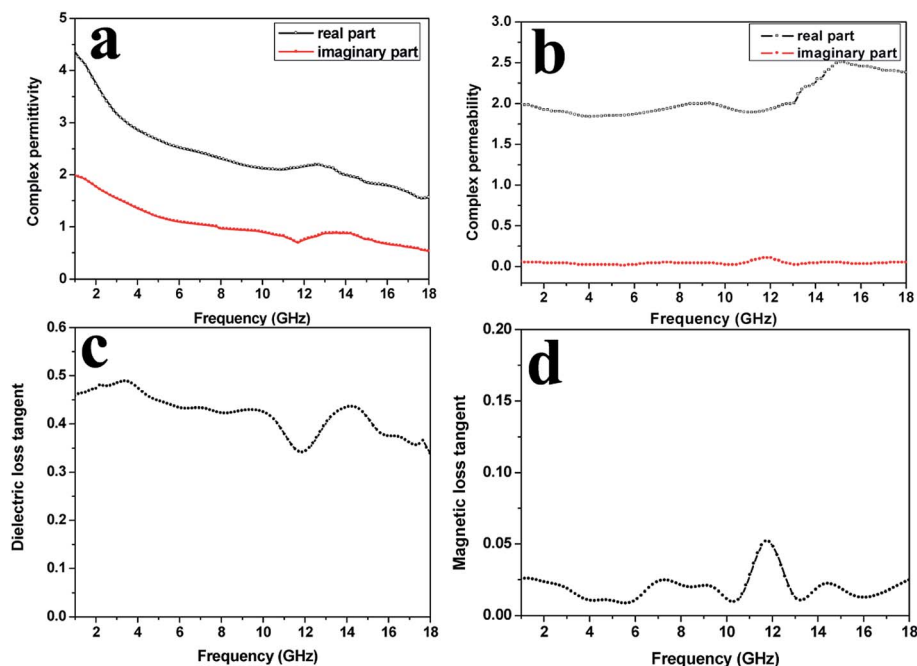 a
real part
imaginary part
Complex permittivity
5
4
3
2
1
0
2 4 6 8 10 12 14 16 18
Frequency (GHz)
b
real part
imaginary part
Complex permeability
3.0
2.5
2.0
1.5
1.0
0.5
0.0
2 4 6 8 10 12 14 16 18
Frequency (GHz)
c
Dielectric loss tangent
0.6
0.5
0.4
0.3
0.2
0.1
0.0
2 4 6 8 10 12 14 16 18
Frequency (GHz)
d
Magnetic loss tangent
0.20
0.15
0.10
0.05
0.00
2 4 6 8 10 12 14 16 18
Frequency (GHz)